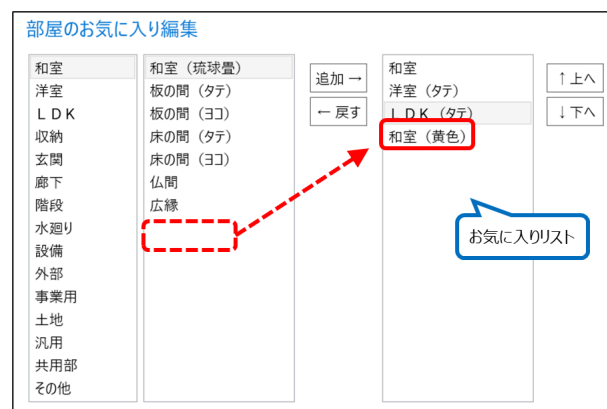 部屋のお気に入り編集
和室
洋室
ＬＤＫ
収納
玄関
廊下
階段
水廻り
設備
外部
事業用
土地
汎用
共用部
その他
和室（琉球畳）
板の間（タテ）
板の間（ヨコ）
床の間（タテ）
床の間（ヨコ）
仏間
広縁
追加 →
← 戻す
和室
洋室（タテ）
ＬＤＫ（タテ）
和室（黄色）
↑上へ
↓下へ
お気に入りリスト